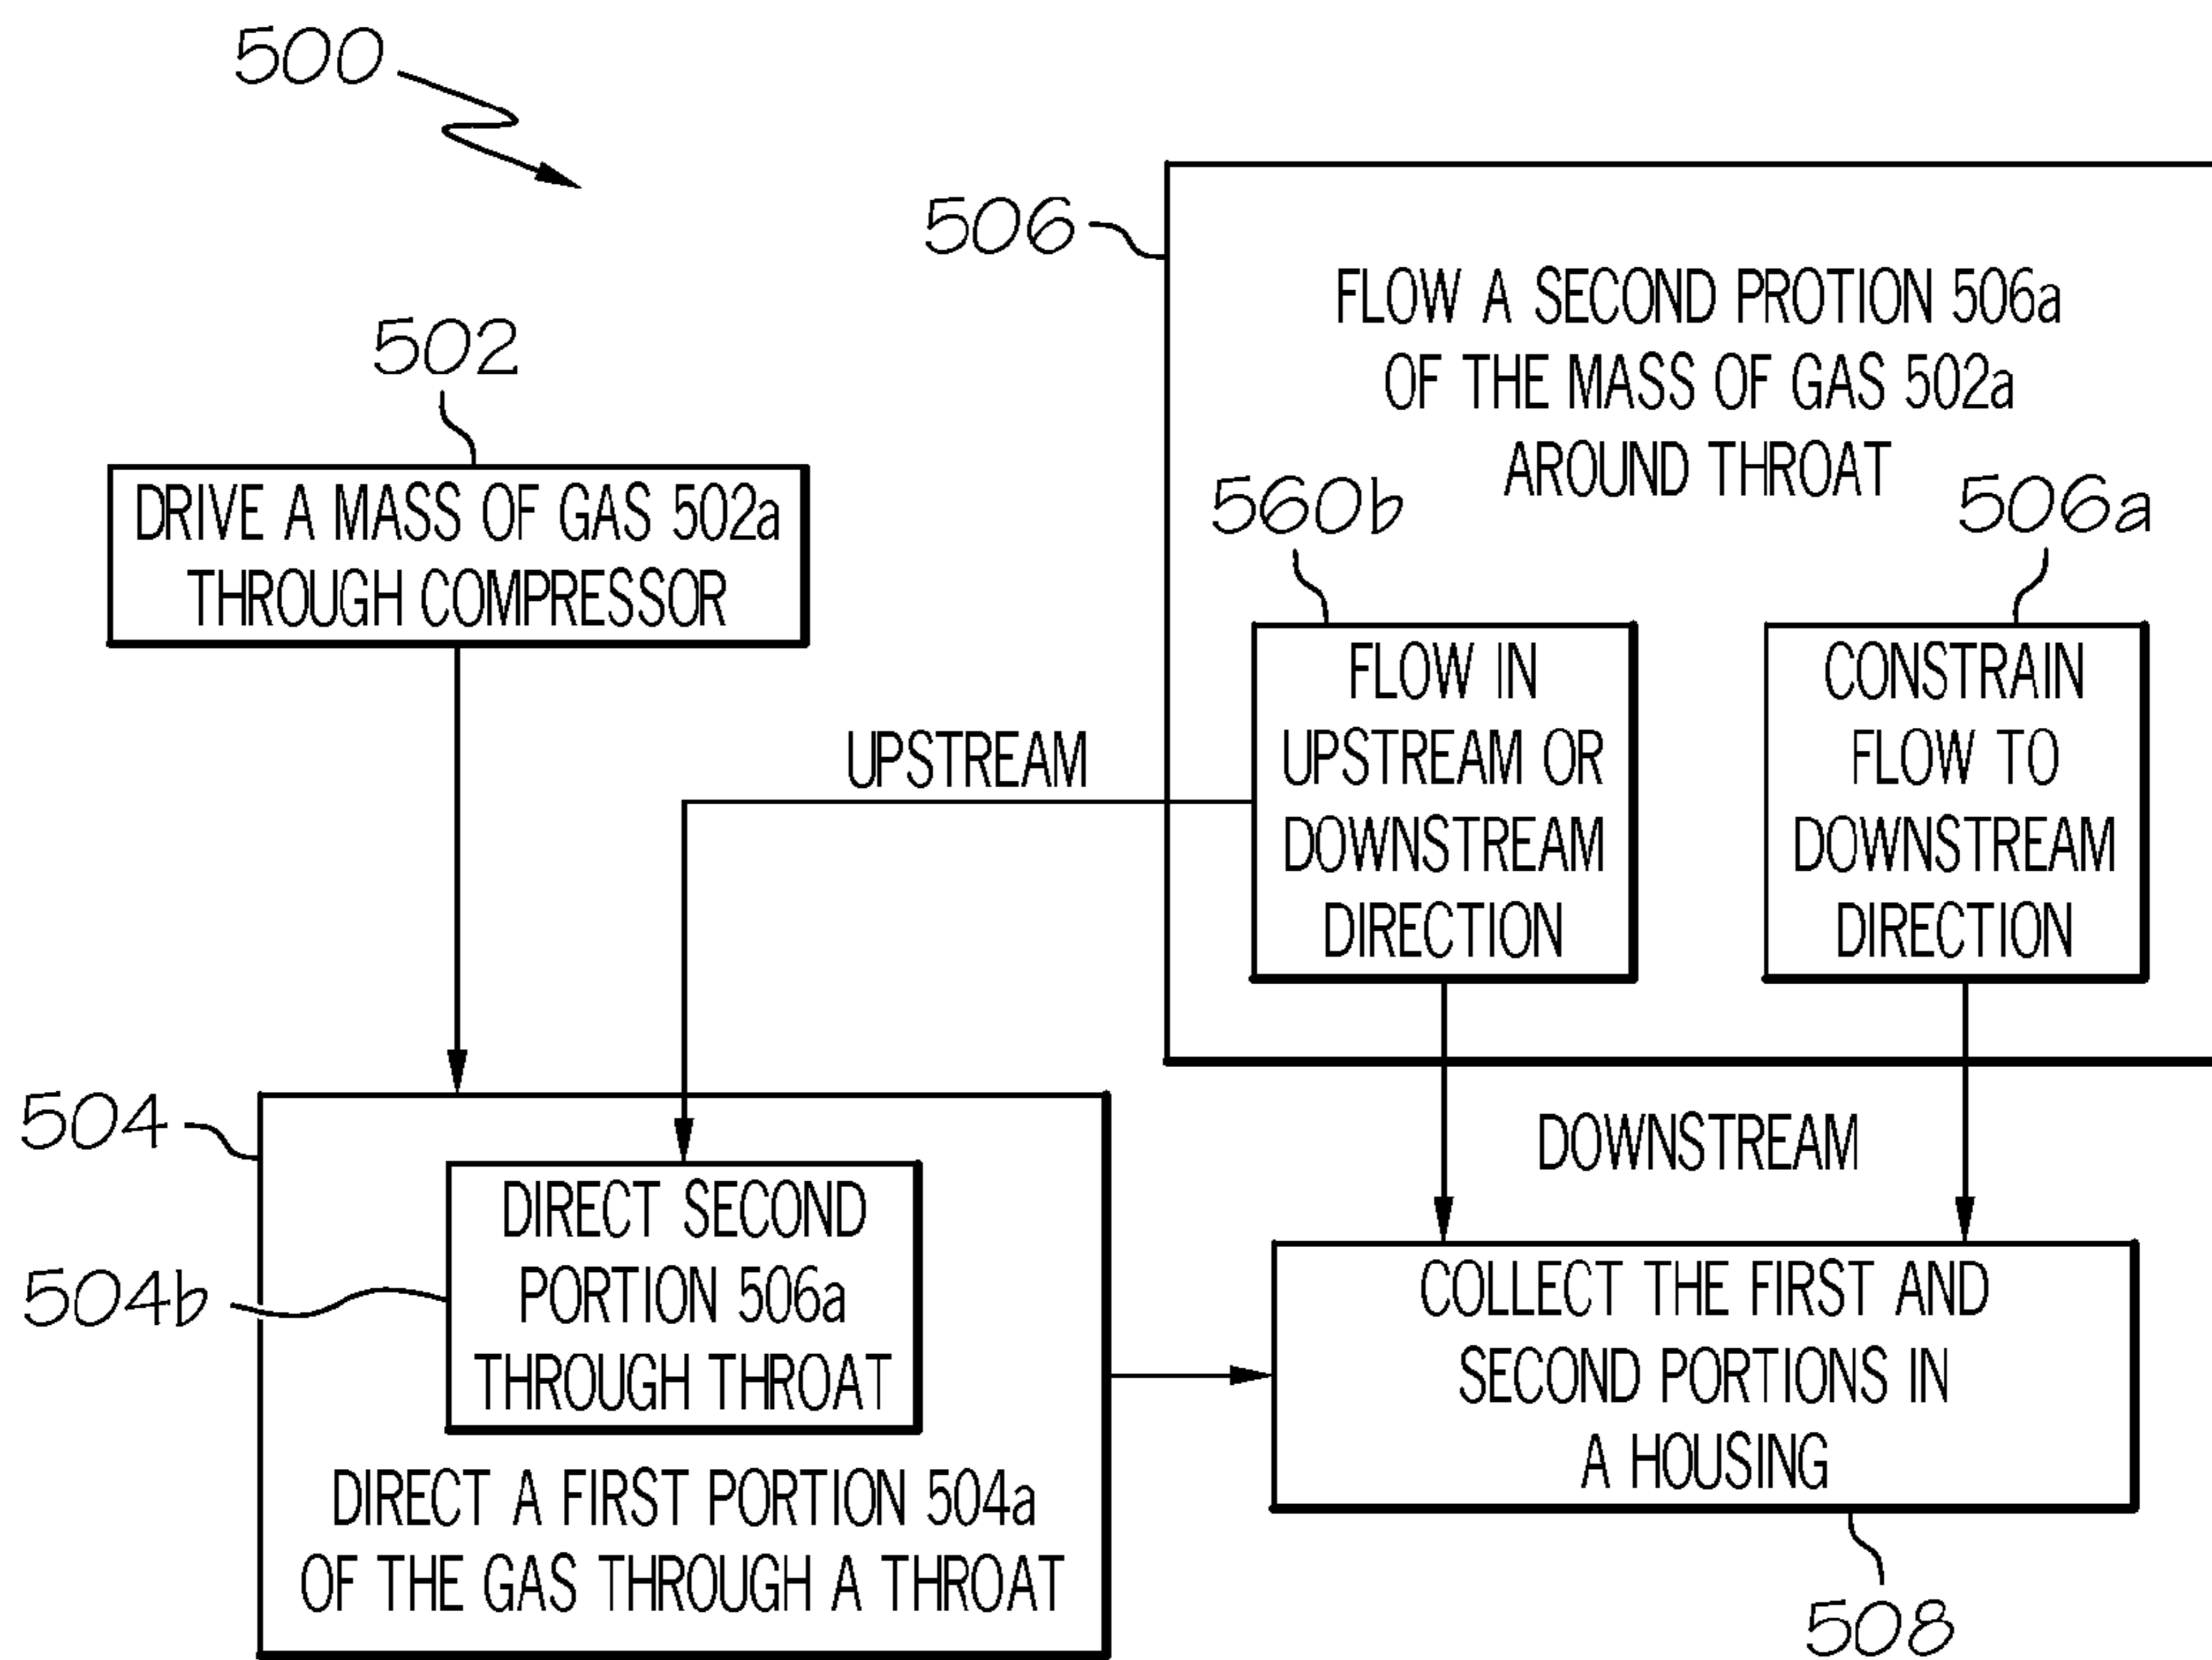 500
506
FLOW A SECOND PROTION 506a
OF THE MASS OF GAS 502a
AROUND THROAT
502
DRIVE A MASS OF GAS 502a
THROUGH COMPRESSOR
560b
506a
FLOW IN
UPSTREAM OR
DOWNSTREAM
DIRECTION
CONSTRAIN
FLOW TO
DOWNSTREAM
DIRECTION
UPSTREAM
504
504b
DIRECT SECOND
PORTION 506a
THROUGH THROAT
DIRECT A FIRST PORTION 504a
OF THE GAS THROUGH A THROAT
DOWNSTREAM
COLLECT THE FIRST AND
SECOND PORTIONS IN
A HOUSING
508